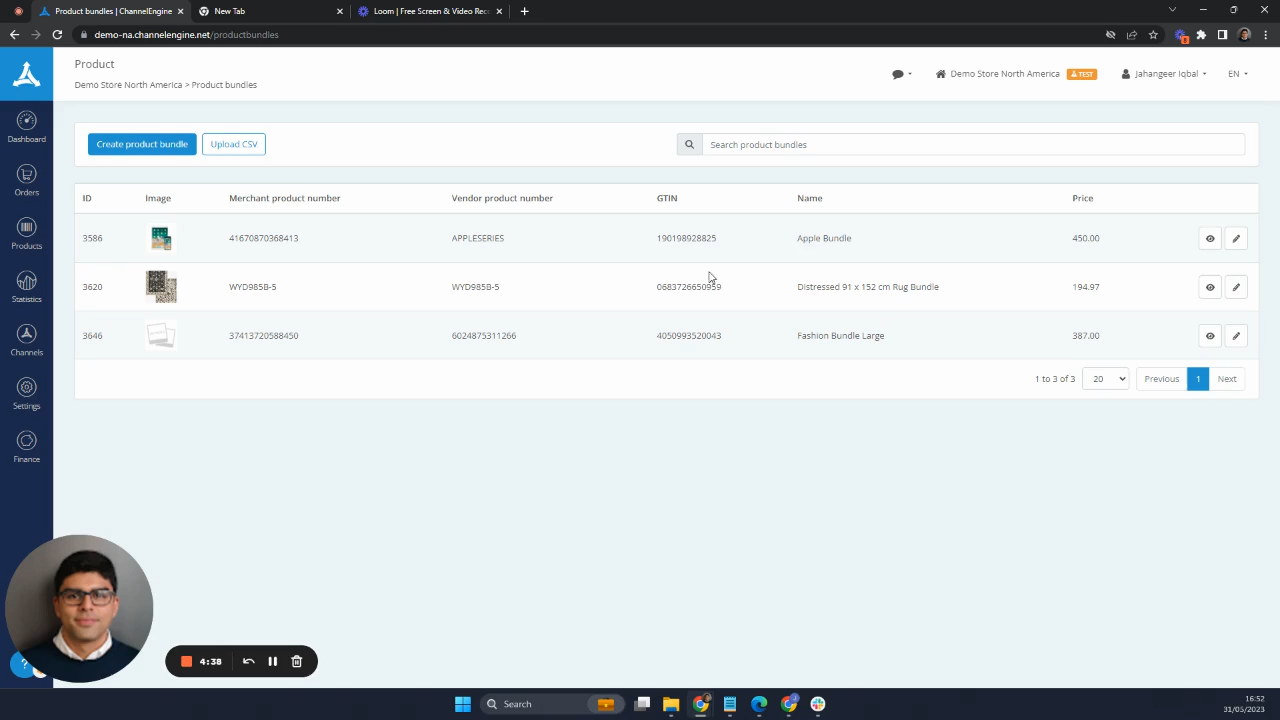 Product bundles | ChannelEngine
New Tab
Loom | Free Screen & Video Rec
demo-na.channelengine.net/productbundles
Product
Demo Store North America > Product bundles
Demo Store North America TEST
Jahangeer Iqbal
EN
Create product bundle
Upload CSV
Search product bundles
Dashboard
Orders
Products
Statistics
Channels
Settings
Finance
ID Image Merchant product number Vendor product number GTIN Name Price
3586 41670870368413 APPLESERIES 190198928825 Apple Bundle 450.00
3620 WYD985B-5 WYD985B-5 0683726650959 Distressed 91 x 152 cm Rug Bundle 194.97
3646 37413720588450 6024875311266 4050993520043 Fashion Bundle Large 387.00
1 to 3 of 3 20 Previous 1 Next
?
4:38
Search
16:52
31/05/2023